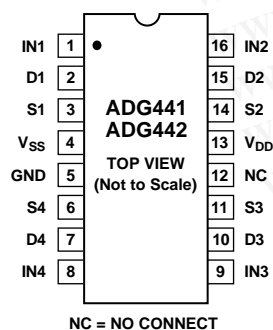 IN1 1 16 IN2
D1 2 15 D2
S1 3 14 S2
ADG441
ADG442
VSS 4 13 VDD
TOP VIEW
(Not to Scale)
GND 5 12 NC
S4 6 11 S3
D4 7 10 D3
IN4 8 9 IN3
NC = NO CONNECT